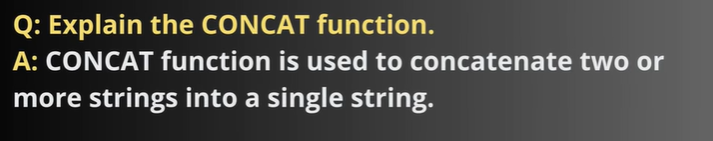 Q: Explain the CONCAT function.
A: CONCAT function is used to concatenate two or
more strings into a single string.